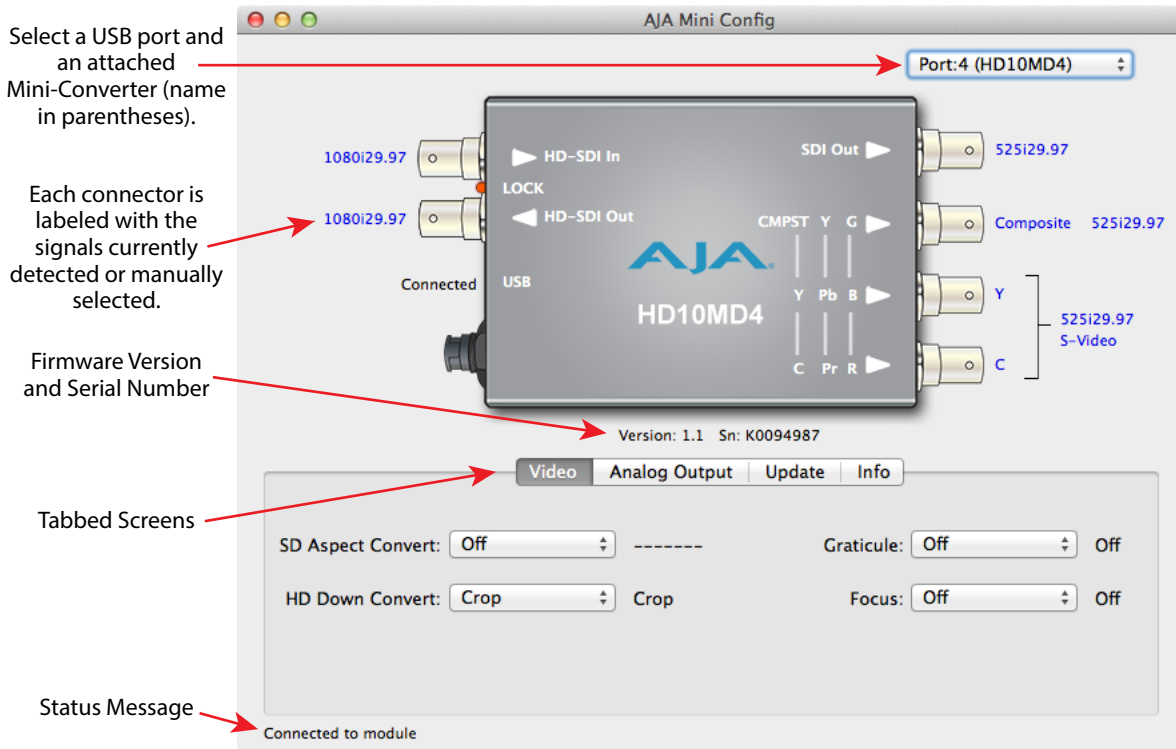 AJA Mini Config
Select a USB port and
an attached
Mini-Converter (name
in parentheses).
Port:4 (HD10MD4)
1080i29.97
HD-SDI In
SDI Out
525i29.97
LOCK
Each connector is
labeled with the
signals currently
detected or manually
selected.
1080i29.97
HD-SDI Out
CMPST Y G
Composite 525i29.97
AJA
Connected
USB
Y Pb B
Y
HD10MD4
525i29.97
S-Video
C Pr R
C
Firmware Version
and Serial Number
Version: 1.1 Sn: K0094987
Video Analog Output Update Info
Tabbed Screens
SD Aspect Convert: Off -------
Graticule: Off Off
HD Down Convert: Crop Crop
Focus: Off Off
Status Message
Connected to module